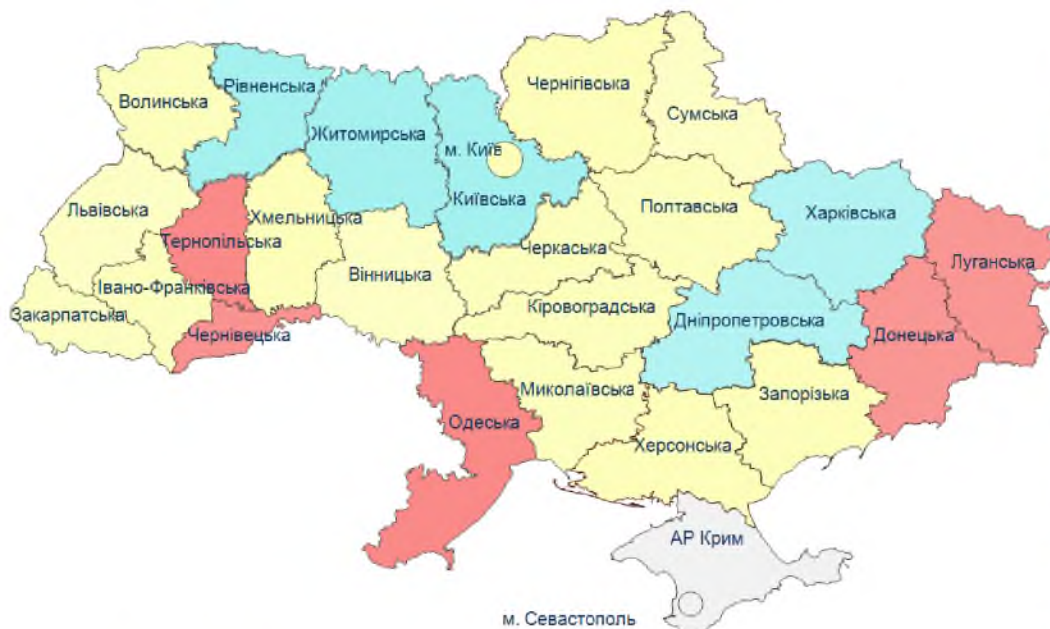 Чернігівська
Рівненська
Волинська
Сумська
Житомирська
м. Київ
Київська
Полтавська
Харківська
Львівська
Хмельницька
Тернопільська
Черкаська
Луганська
Вінницька
Івано-Франківська
Кіровоградська
Закарпатська
Дніпропетровська
Чернівецька
Донецька
Миколаївська
Запорізька
Одеська
Херсонська
АР Крим
м. Севастополь